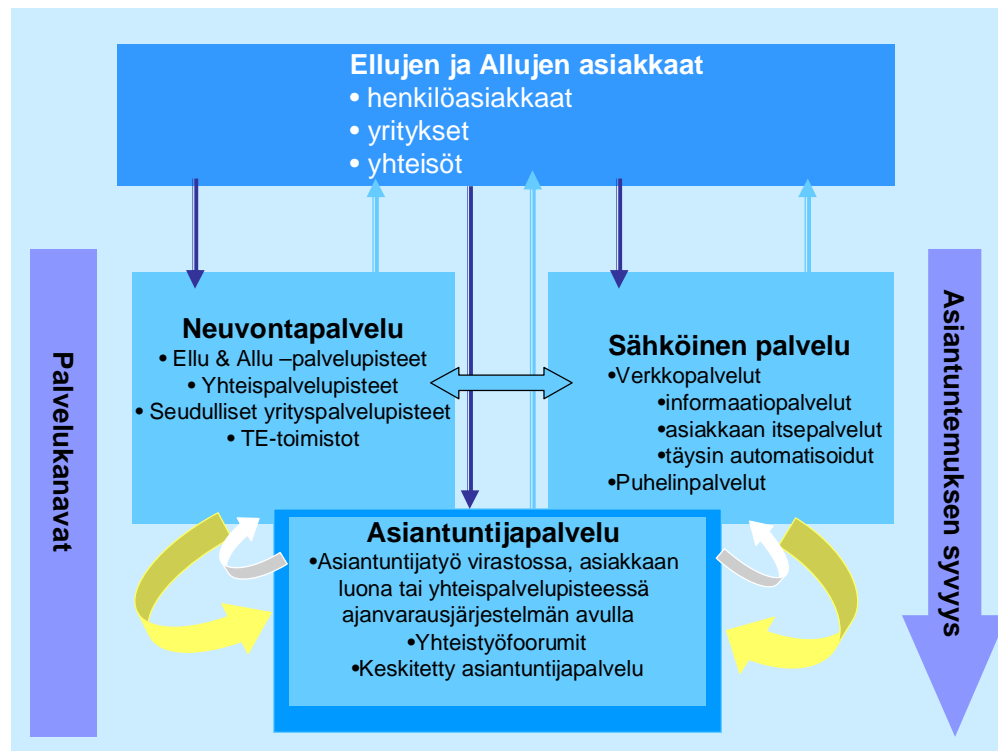 Ellujen ja Allujen asiakkaat
• henkilöasiakkaat
• yritykset
• yhteisöt
Palvelukanavat
Neuvontapalvelu
• Ellu & Allu –palvelupisteet
• Yhteispalvelupisteet
• Seudulliset yrityspalvelupisteet
• TE-toimistot
Sähköinen palvelu
•Verkkopalvelut
•informaatiopalvelut
•asiakkaan itsepalvelut
•täysin automatisoidut
•Puhelinpalvelut
Asiantuntijapalvelu
•Asiantuntijatyö virastossa, asiakkaan
luona tai yhteispalvelupisteessä
ajanvarausjärjestelmän avulla
•Yhteistyöfoorumit
•Keskitetty asiantuntijapalvelu
Asiantuntemuksen syvyys